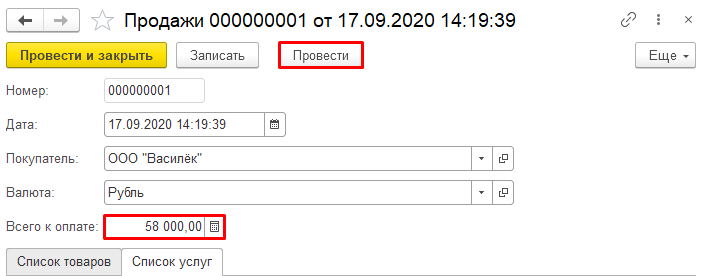 Продажи 000000001 от 17.09.2020 14:19:39
Провести и закрыть Записать Провести Еще
Номер: 000000001
Дата: 17.09.2020 14:19:39
Покупатель: ООО "Василёк"
Валюта: Рубль
Всего к оплате: 58 000,00
Список товаров Список услуг